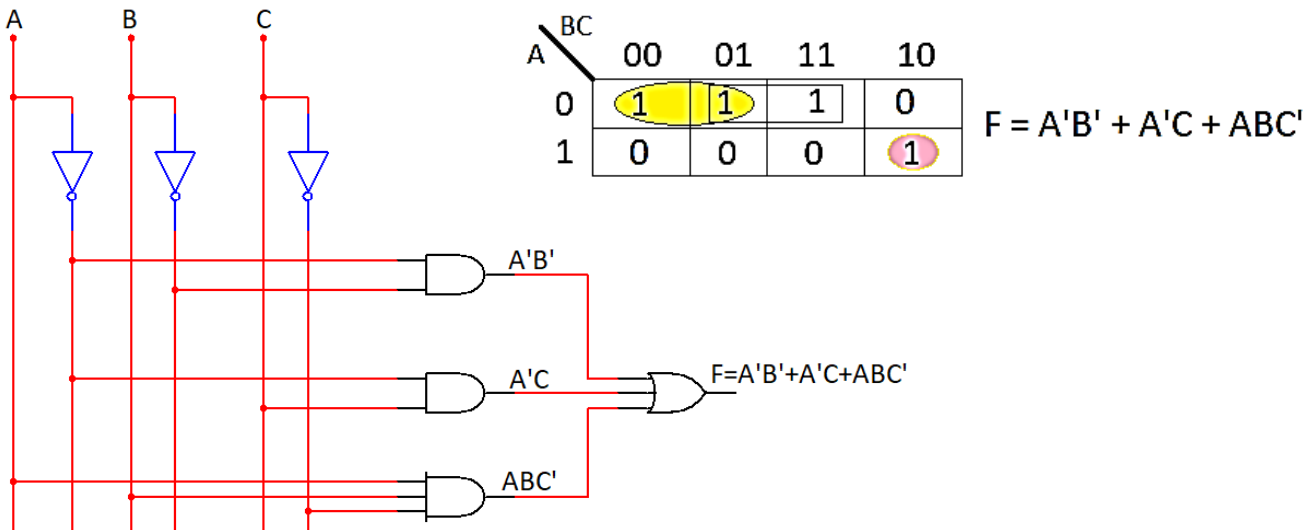 A B C
BC
A 00 01 11 10
0 1 1 1 0
1 0 0 0 1
F = A'B' + A'C + ABC'
A'B'
A'C
F=A'B'+A'C+ABC'
ABC'